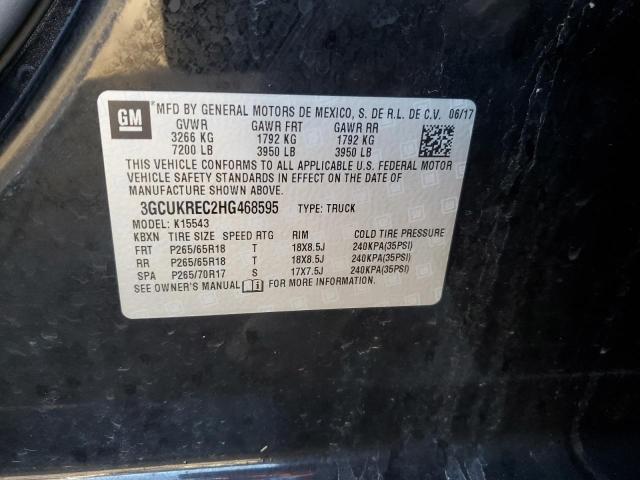 GM *MFD BY GENERAL MOTORS DE MEXICO, S. DE R.L. DE C.V. 06/17
GVWR GAWR FRT GAWR RR
3266 KG 1792 KG 1792 KG
7200 LB 3950 LB 3950 LB
THIS VEHICLE CONFORMS TO ALL APPLICABLE U.S. FEDERAL MOTOR
VEHICLE SAFETY STANDARDS IN EFFECT ON THE DATE OF
MANUFACTURE SHOWN ABOVE.
3GCUKREC2HG468595 TYPE: TRUCK
MODEL: K15543
KBXN TIRE SIZE SPEED RTG RIM COLD TIRE PRESSURE
FRT P265/65R18 T 18X8.5J 240KPA(35PSI)
RR P265/65R18 T 18X8.5J 240KPA(35PSI)
SPA P265/70R17 S 17X7.5J 240KPA(35PSI)
SEE OWNER'S MANUAL FOR MORE INFORMATION.